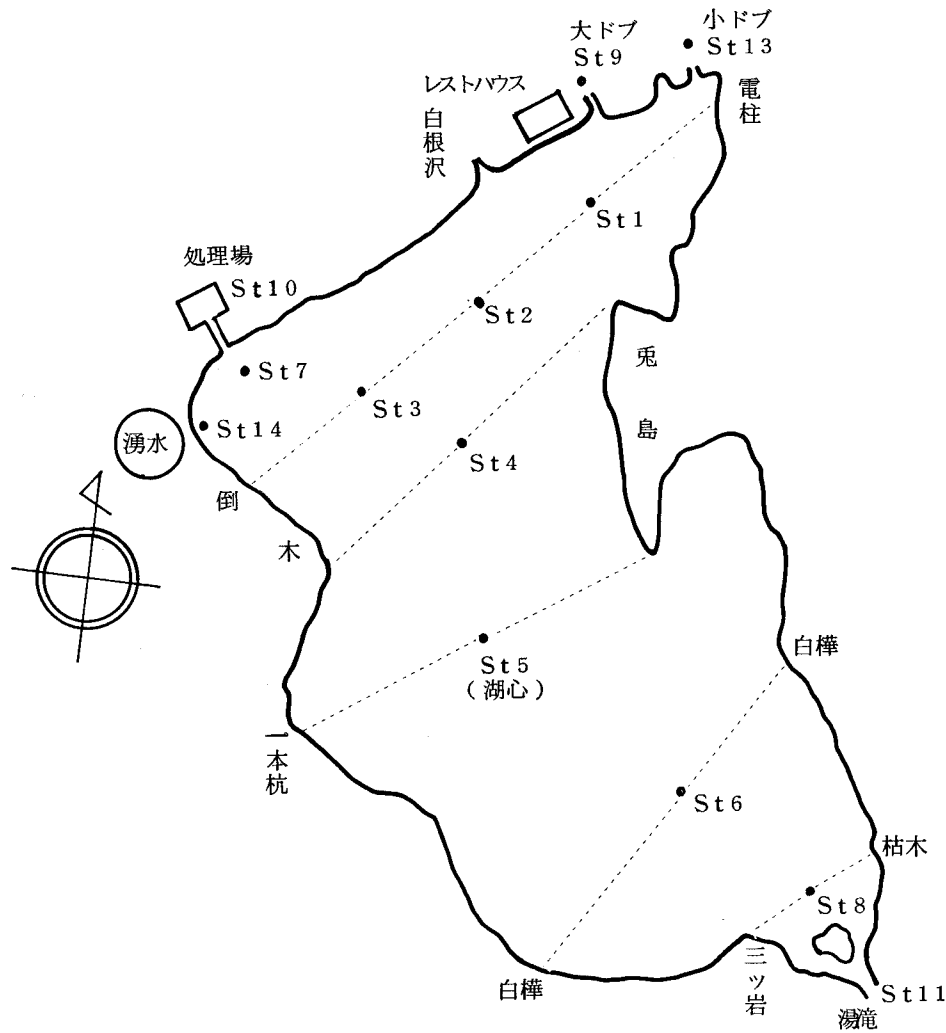 小ドブ
St13
大ドブ
St9
レストハウス
電柱
白根沢
St1
処理場
St10
St2
兎島
St7
St3
St14
湧水
St4
倒木
白樺
St5
(湖心)
一本杭
St6
枯木
St8
三ツ岩
白樺
St11
湯滝